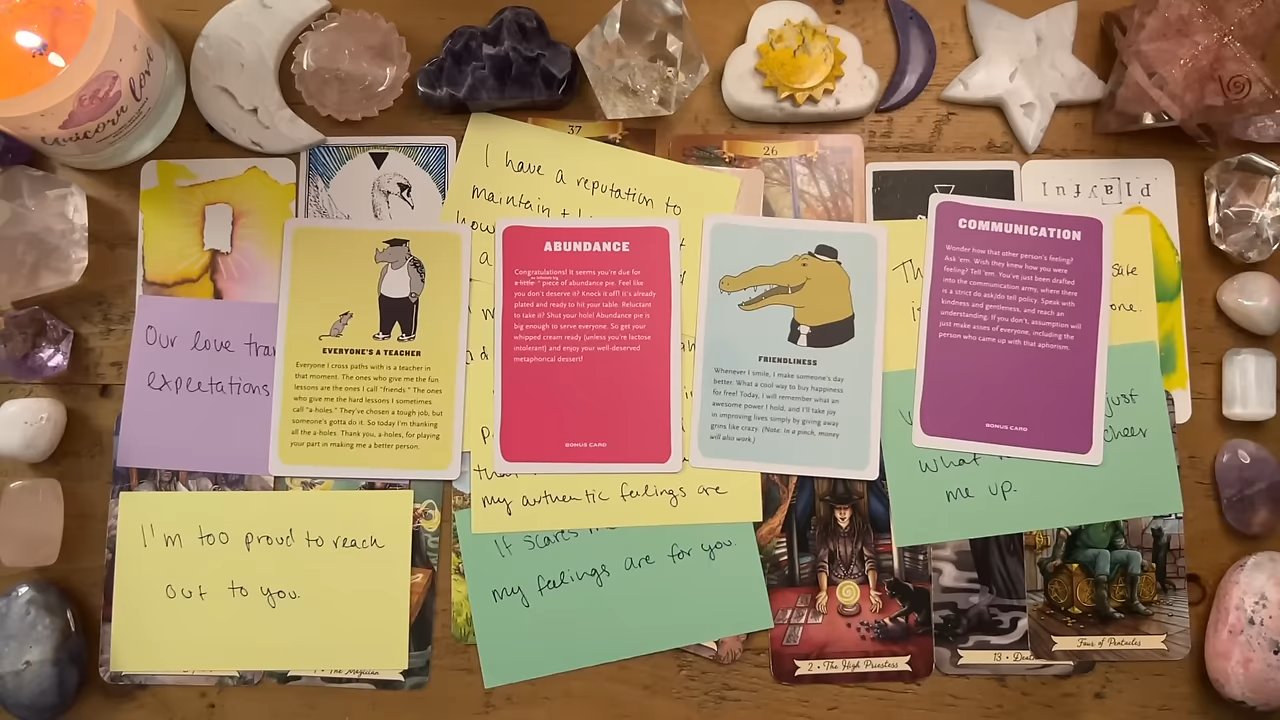 Unicorn Love
37
26
playful
I have a reputation to
maintain +
how
a
Our love
expectations
EVERYONE'S A TEACHER
Everyone I cross paths with is a teacher in
that moment. The ones who give me the fun
lessons are the ones I call "friends." The ones
who give me the hard lessons I sometimes
call "a-holes." They've chosen a tough job, but
someone's gotta do it. So today I'm thanking
all the a-holes. Thank you, a-holes, for playing
your part in making me a better person.
ABUNDANCE
Congratulations! It seems you're due for
a little piece of abundance pie. Feel like
you don't deserve it? Knock it off! It's already
plated and ready to hit your table. Reluctant
to take it? Shut your hole! Abundance pie is
big enough to serve everyone. So get your
whipped cream ready (unless you're lactose
intolerant) and enjoy your well-deserved
metaphorical dessert!
BONUS CARD
FRIENDLINESS
Whenever I smile, I make someone's day
better. What a cool way to buy happiness
for free! Today, I will remember what an
awesome power I hold, and I'll take joy
in improving lives simply by giving away
grins like crazy. (Note: In a pinch, money
will also work.)
COMMUNICATION
Wonder how that other person's feeling?
Ask 'em. Wish they knew how you were
feeling? Tell 'em. You've just been drafted
into the communication army, where there
is a strict do ask/do tell policy. Speak with
kindness and gentleness, and reach an
understanding. If you don't, assumption will
just make asses of everyone, including the
person who came up with that aphorism.
BONUS CARD
safe
one.
just
cheer
what
me up.
my authentic feelings are
It scares
my feelings are for you.
I'm too proud to reach
out to you.
1 • The Magician
2 • The High Priestess
13 • Death
Four of Pentacles